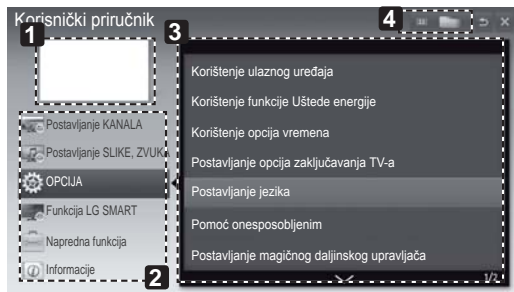 Korisnički priručnik
1
3
4
Postavljanje KANALA
Postavljanje SLIKE, ZVUKA
OPCIJA
Funkcija LG SMART
Napredna funkcija
Informacije
2
Korištenje ulaznog uređaja
Korištenje funkcije Uštede energije
Korištenje opcija vremena
Postavljanje opcija zaključavanja TV-a
Postavljanje jezika
Pomoć onesposobljenim
Postavljanje magičnog daljinskog upravljača
1/2